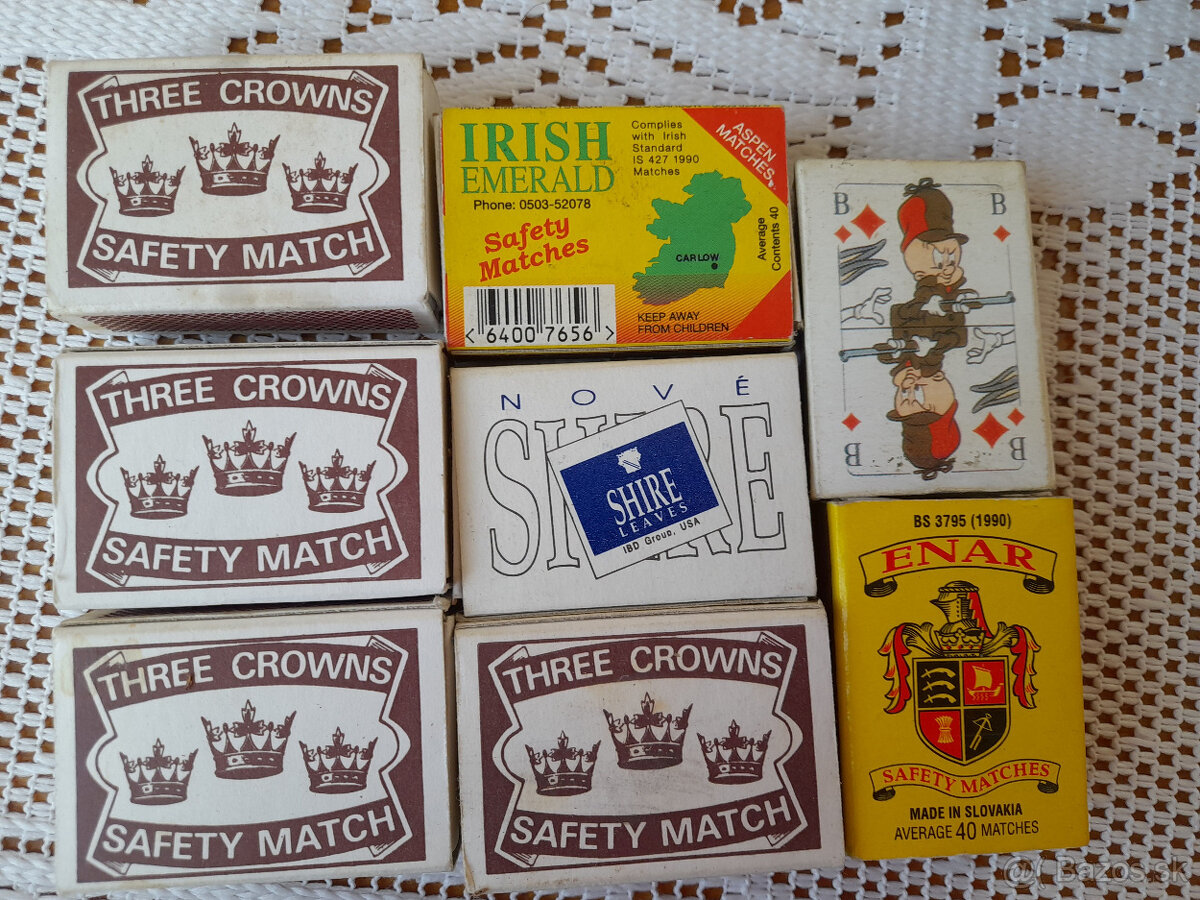 THREE CROWNS
SAFETY MATCH
IRISH
EMERALD
Phone: 0503-52078
Safety
Matches
Complies
with Irish
Standard
IS 427 1990
Matches
ASPEN
MATCHES
CARLOW
Average
Contents 40
KEEP AWAY
FROM CHILDREN
< 6400 7656 >
B
B
B
B
THREE CROWNS
SAFETY MATCH
NOVÉ
SHIRE
SHIRE
LEAVES
IBD Group, USA
BS 3795 (1990)
ENAR
SAFETY MATCHES
MADE IN SLOVAKIA
AVERAGE 40 MATCHES
THREE CROWNS
SAFETY MATCH
THREE CROWNS
SAFETY MATCH
@( Bazos.sk